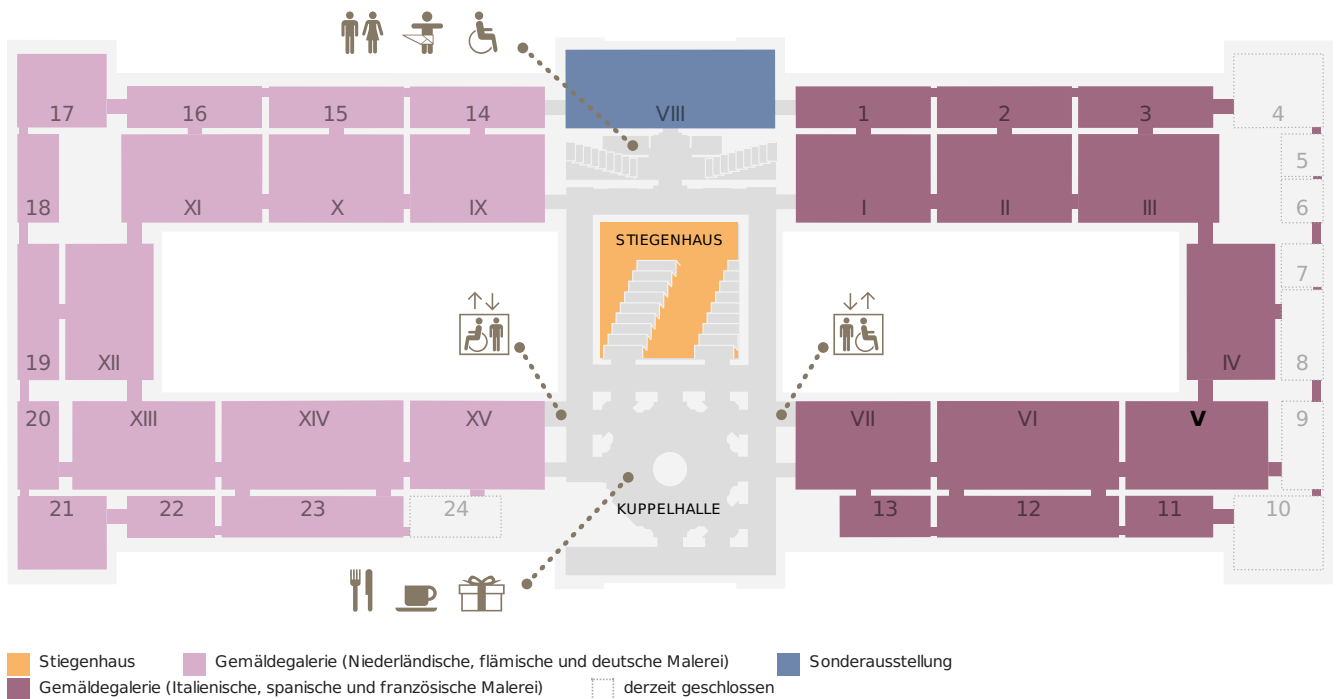 17
16
15
14
VIII
1
2
3
4
5
6
18
XI
X
IX
I
II
III
STIEGENHAUS
7
19
XII
IV
8
20
XIII
XIV
XV
VII
VI
V
9
21
22
23
24
KUPPELHALLE
13
12
11
10
Stiegenhaus
Gemäldegalerie (Niederländische, flämische und deutsche Malerei)
Sonderausstellung
Gemäldegalerie (Italienische, spanische und französische Malerei)
derzeit geschlossen